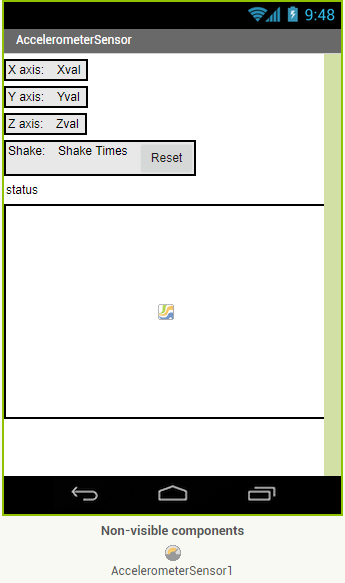 9:48
AccelerometerSensor
X axis: Xval
Y axis: Yval
Z axis: Zval
Shake: Shake Times Reset
status
Non-visible components
AccelerometerSensor1